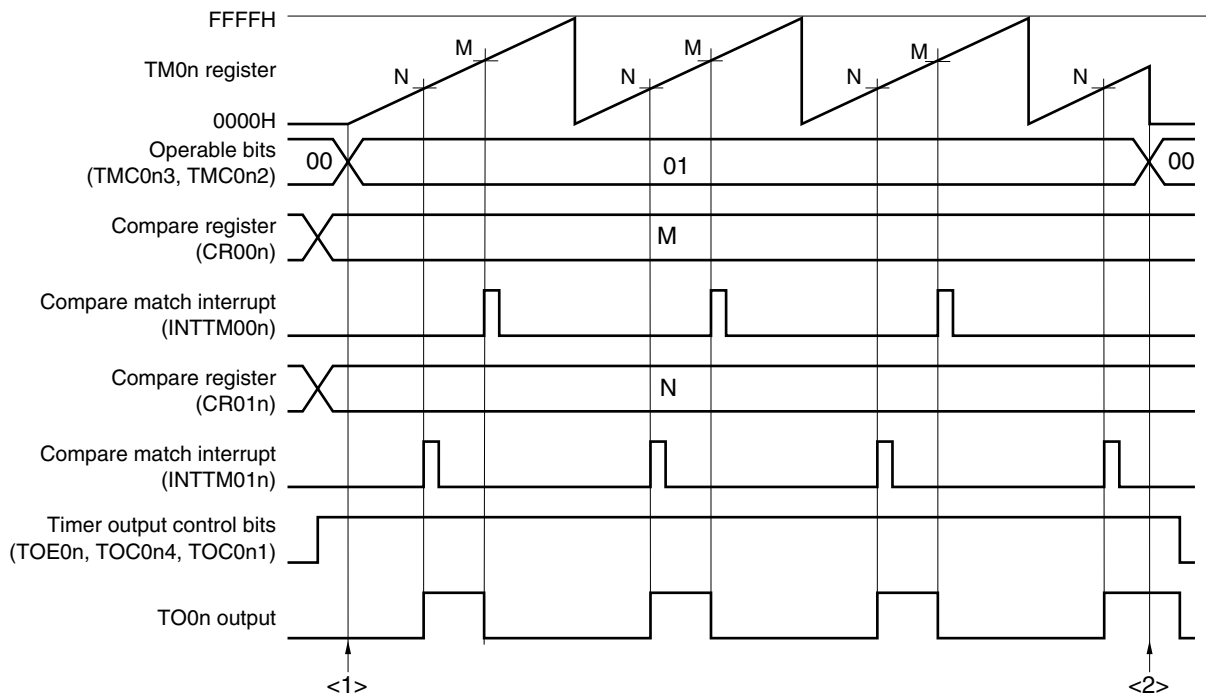 FFFFH
M
M
M
TM0n register
N
N
N
N
0000H
Operable bits
(TMC0n3, TMC0n2)
00
01
00
Compare register
(CR00n)
M
Compare match interrupt
(INTTM00n)
Compare register
(CR01n)
N
Compare match interrupt
(INTTM01n)
Timer output control bits
(TOE0n, TOC0n4, TOC0n1)
TO0n output
<1>
<2>